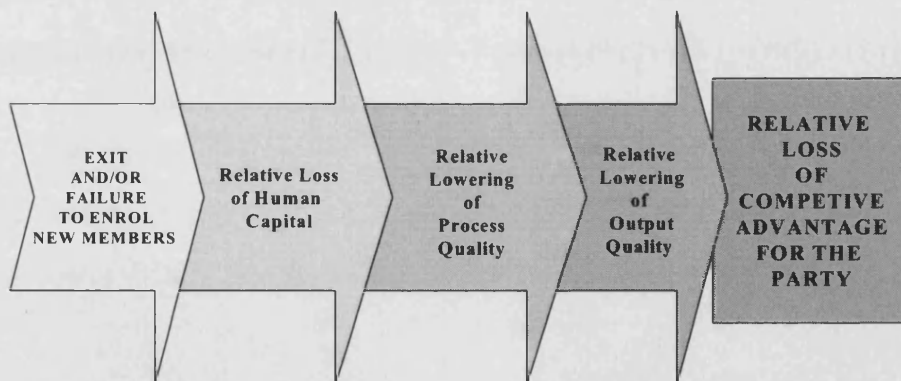 EXIT
AND/OR
FAILURE
TO ENROL
NEW MEMBERS
Relative Loss
of Human
Capital
Relative
Lowering
of
Process
Quality
Relative
Lowering
of
Output
Quality
RELATIVE
LOSS
OF
COMPETIVE
ADVANTAGE
FOR THE
PARTY